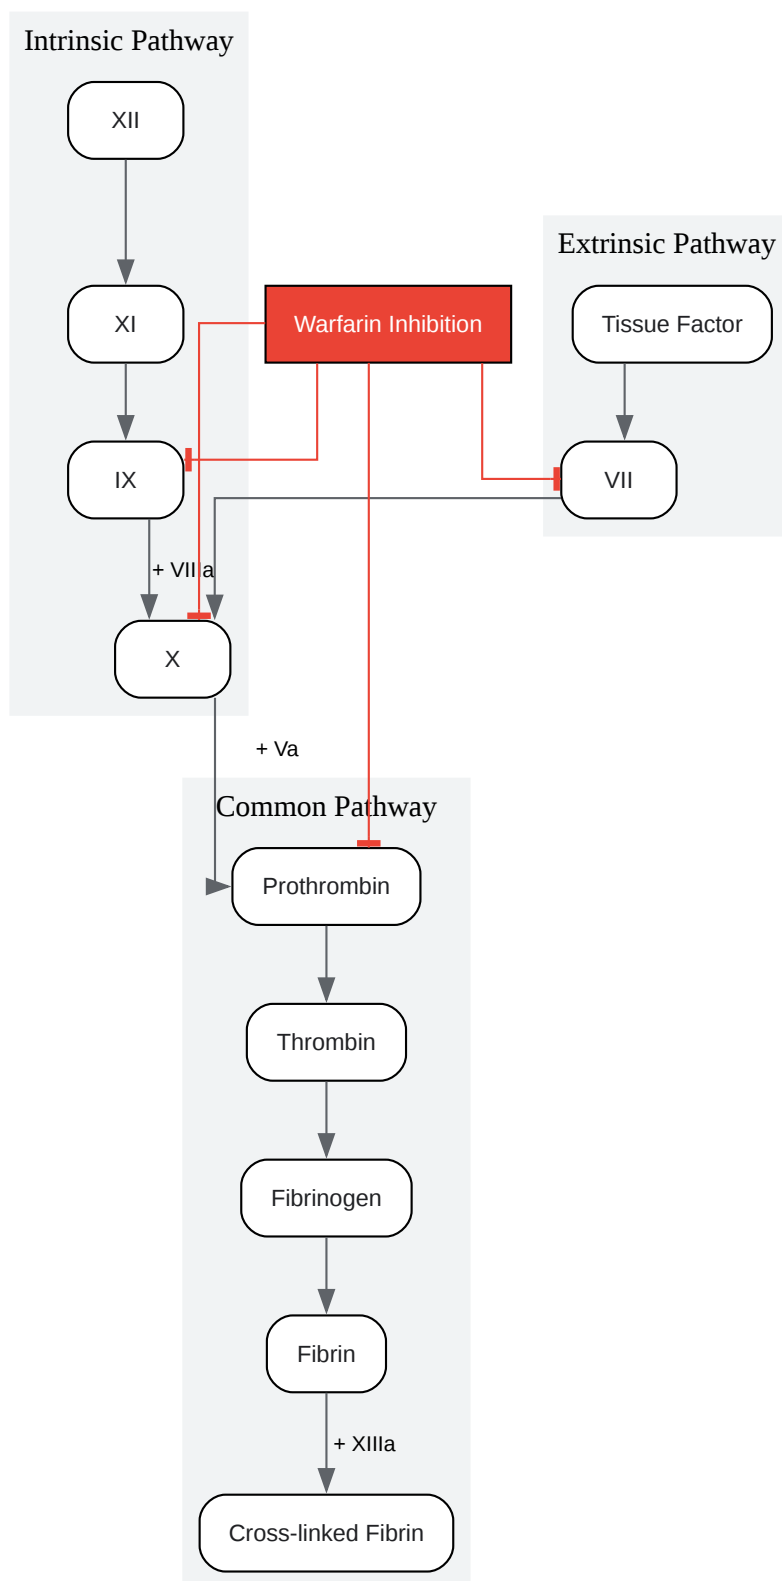 Intrinsic Pathway
XII
Extrinsic Pathway
XI
Warfarin Inhibition
Tissue Factor
IX
VII
+ VIIIa
X
+ Va
Common Pathway
Prothrombin
Thrombin
Fibrinogen
Fibrin
+ XIIIa
Cross-linked Fibrin